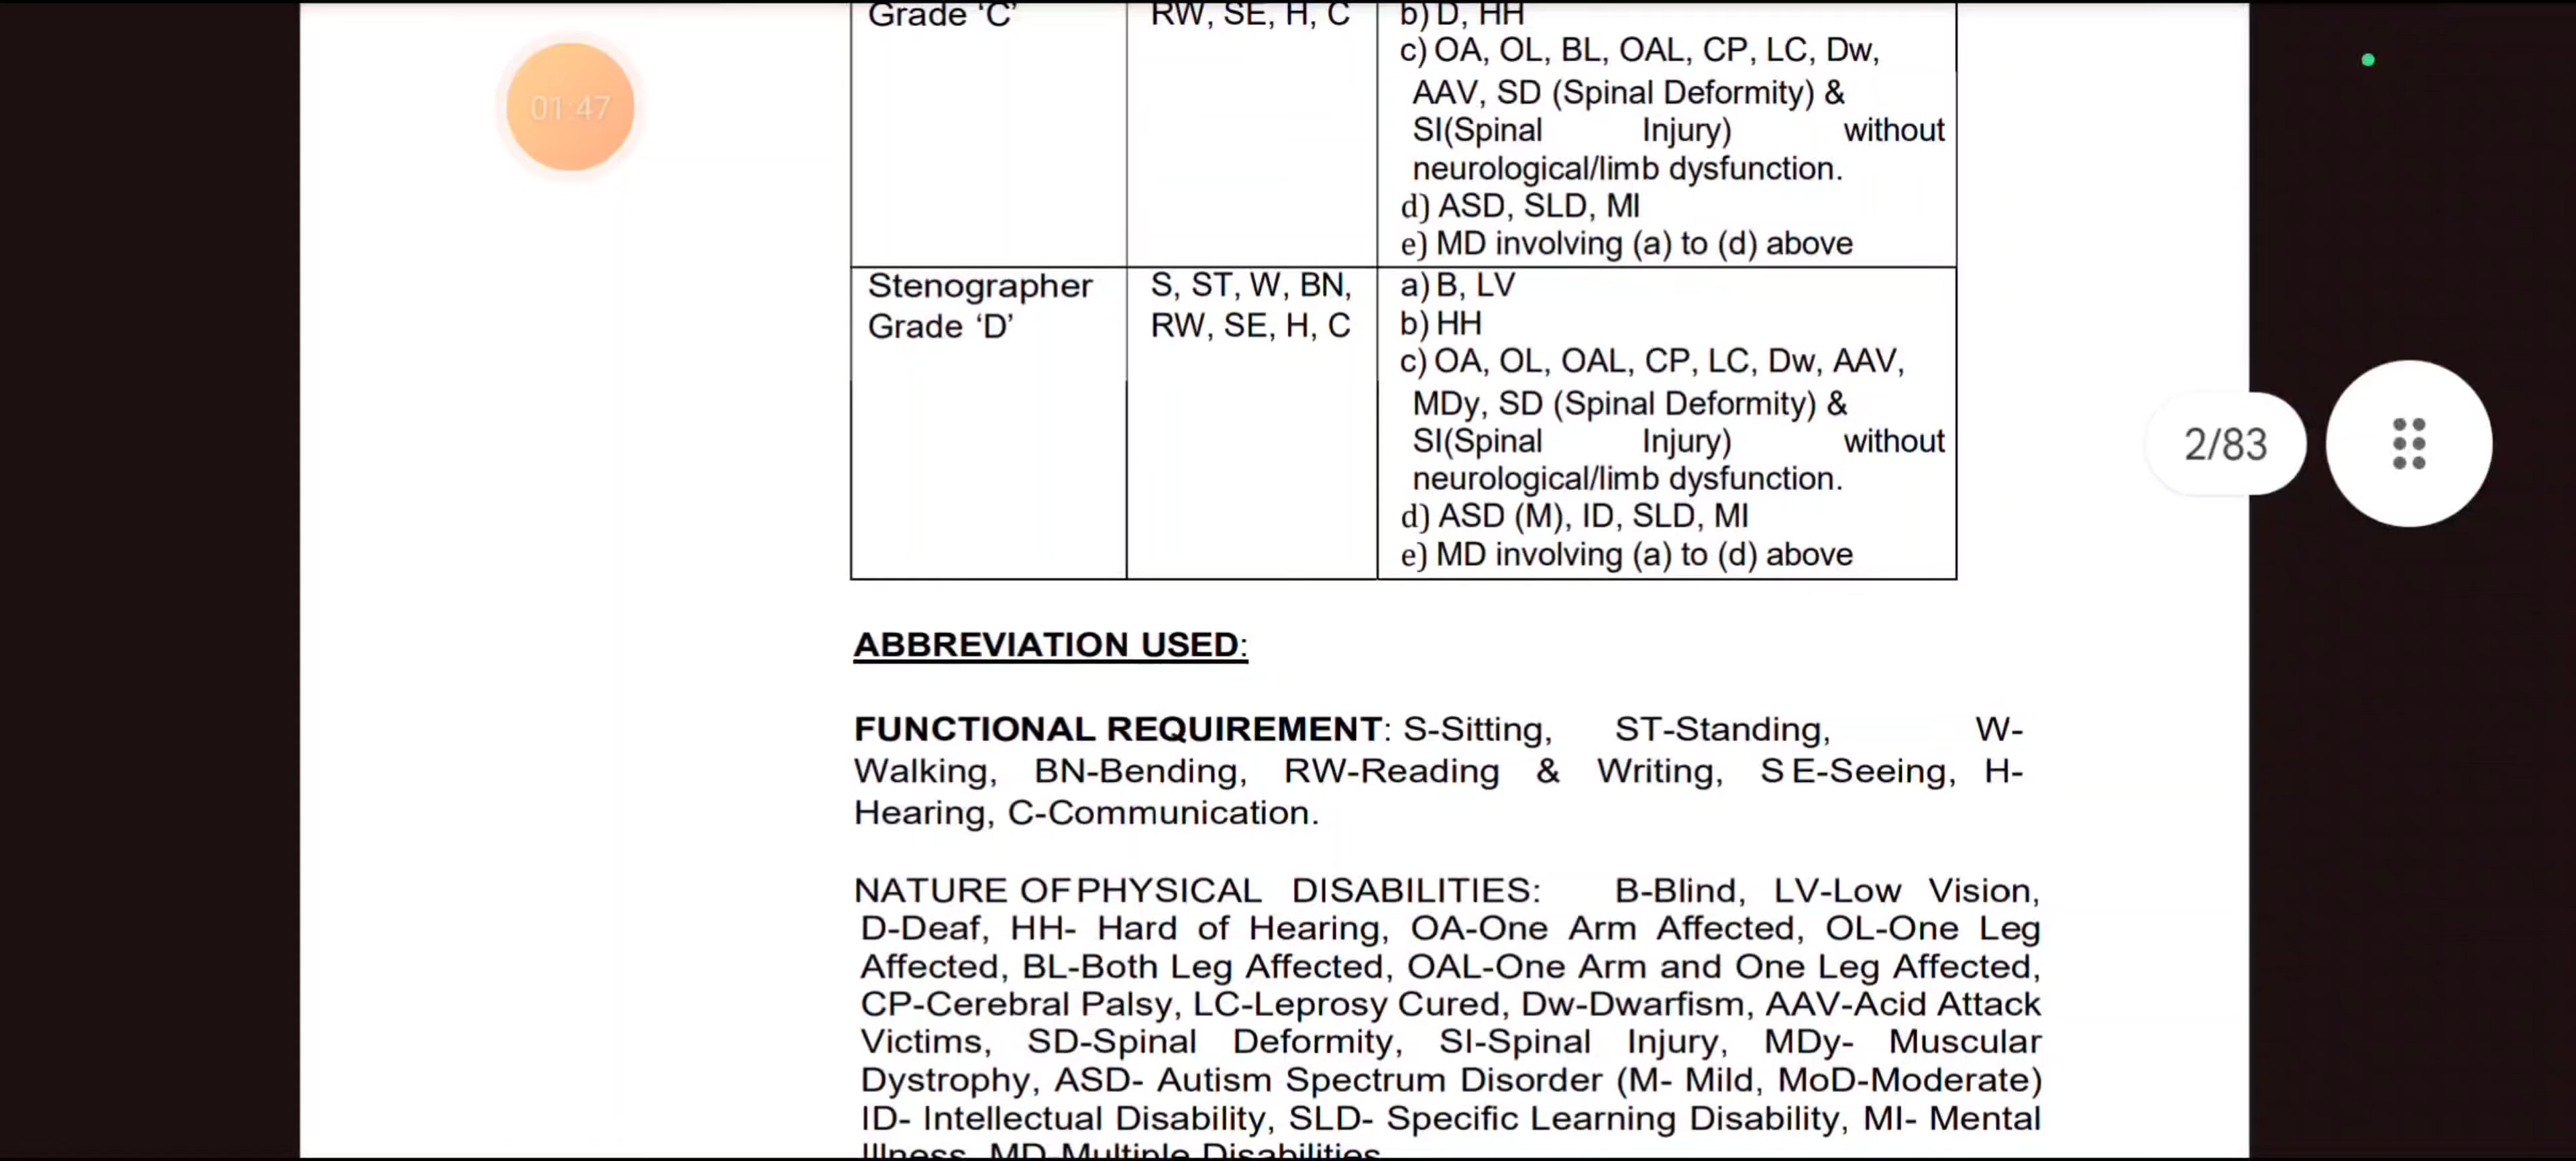 Grade ‘C’ RW, SE, H, C b) D, HH
01:47
c) OA, OL, BL, OAL, CP, LC, Dw,
AAV, SD (Spinal Deformity) &
SI(Spinal Injury) without
neurological/limb dysfunction.
d) ASD, SLD, MI
e) MD involving (a) to (d) above
Stenographer S, ST, W, BN, a) B, LV
Grade ‘D’ RW, SE, H, C b) HH
c) OA, OL, OAL, CP, LC, Dw, AAV,
MDy, SD (Spinal Deformity) &
SI(Spinal Injury) without
2/83
neurological/limb dysfunction.
d) ASD (M), ID, SLD, MI
e) MD involving (a) to (d) above
ABBREVIATION USED:
FUNCTIONAL REQUIREMENT: S-Sitting, ST-Standing, W-
Walking, BN-Bending, RW-Reading & Writing, S E-Seeing, H-
Hearing, C-Communication.
NATURE OFPHYSICAL DISABILITIES: B-Blind, LV-Low Vision,
D-Deaf, HH- Hard of Hearing, OA-One Arm Affected, OL-One Leg
Affected, BL-Both Leg Affected, OAL-One Arm and One Leg Affected,
CP-Cerebral Palsy, LC-Leprosy Cured, Dw-Dwarfism, AAV-Acid Attack
Victims, SD-Spinal Deformity, SI-Spinal Injury, MDy- Muscular
Dystrophy, ASD- Autism Spectrum Disorder (M- Mild, MoD-Moderate)
ID- Intellectual Disability, SLD- Specific Learning Disability, MI- Mental
Illness, MD-Multiple Disabilities